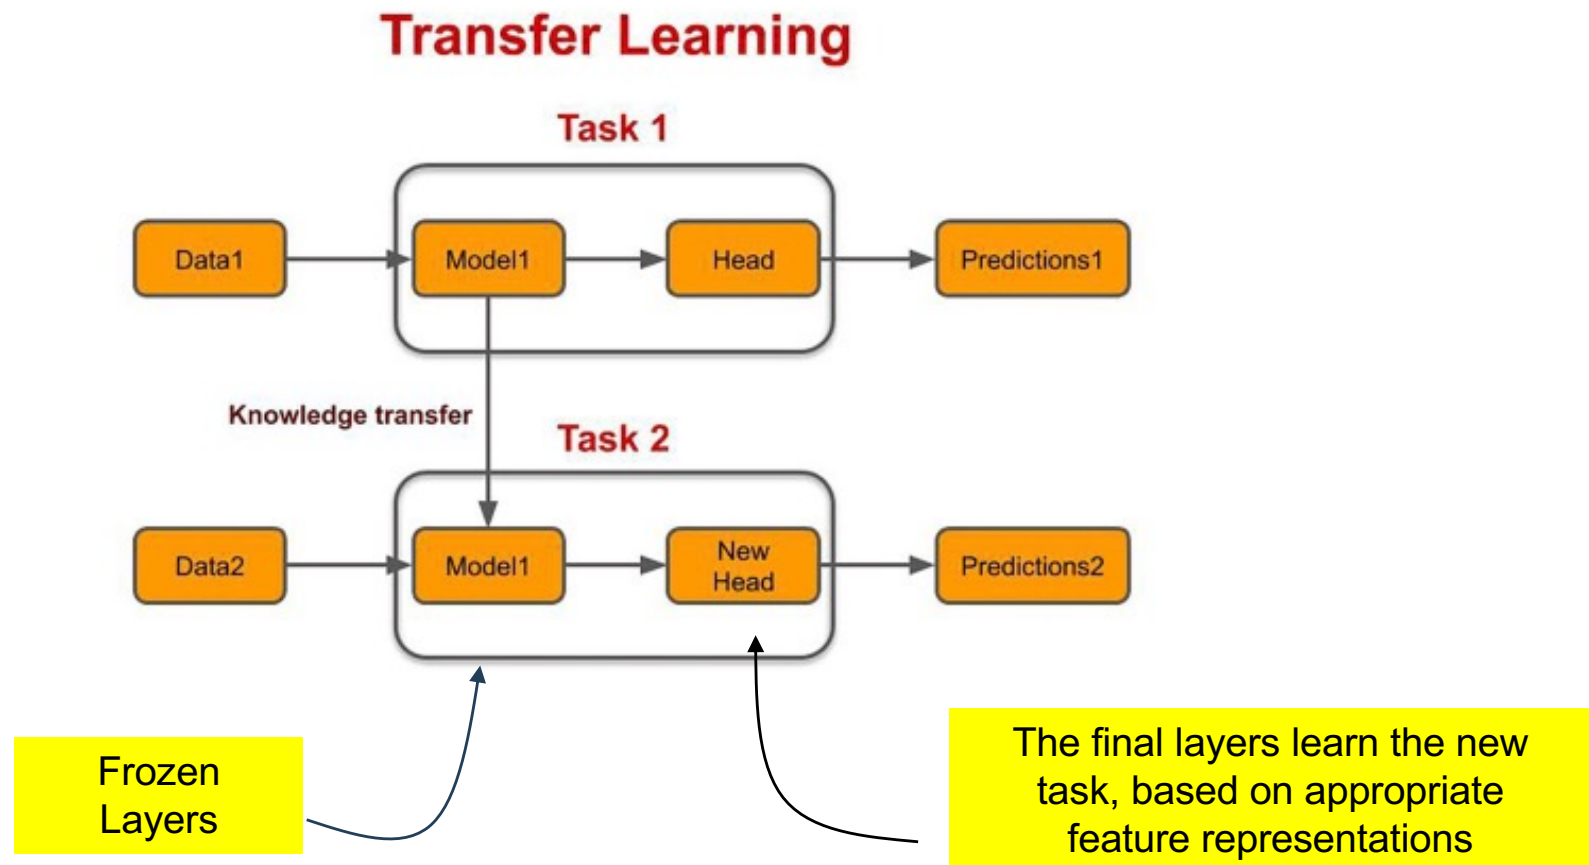 Transfer Learning
Task 1
Data1
Model1
Head
Predictions1
Knowledge transfer
Task 2
Data2
Model1
New
Head
Predictions2
Frozen
Layers
The final layers learn the new
task, based on appropriate
feature representations